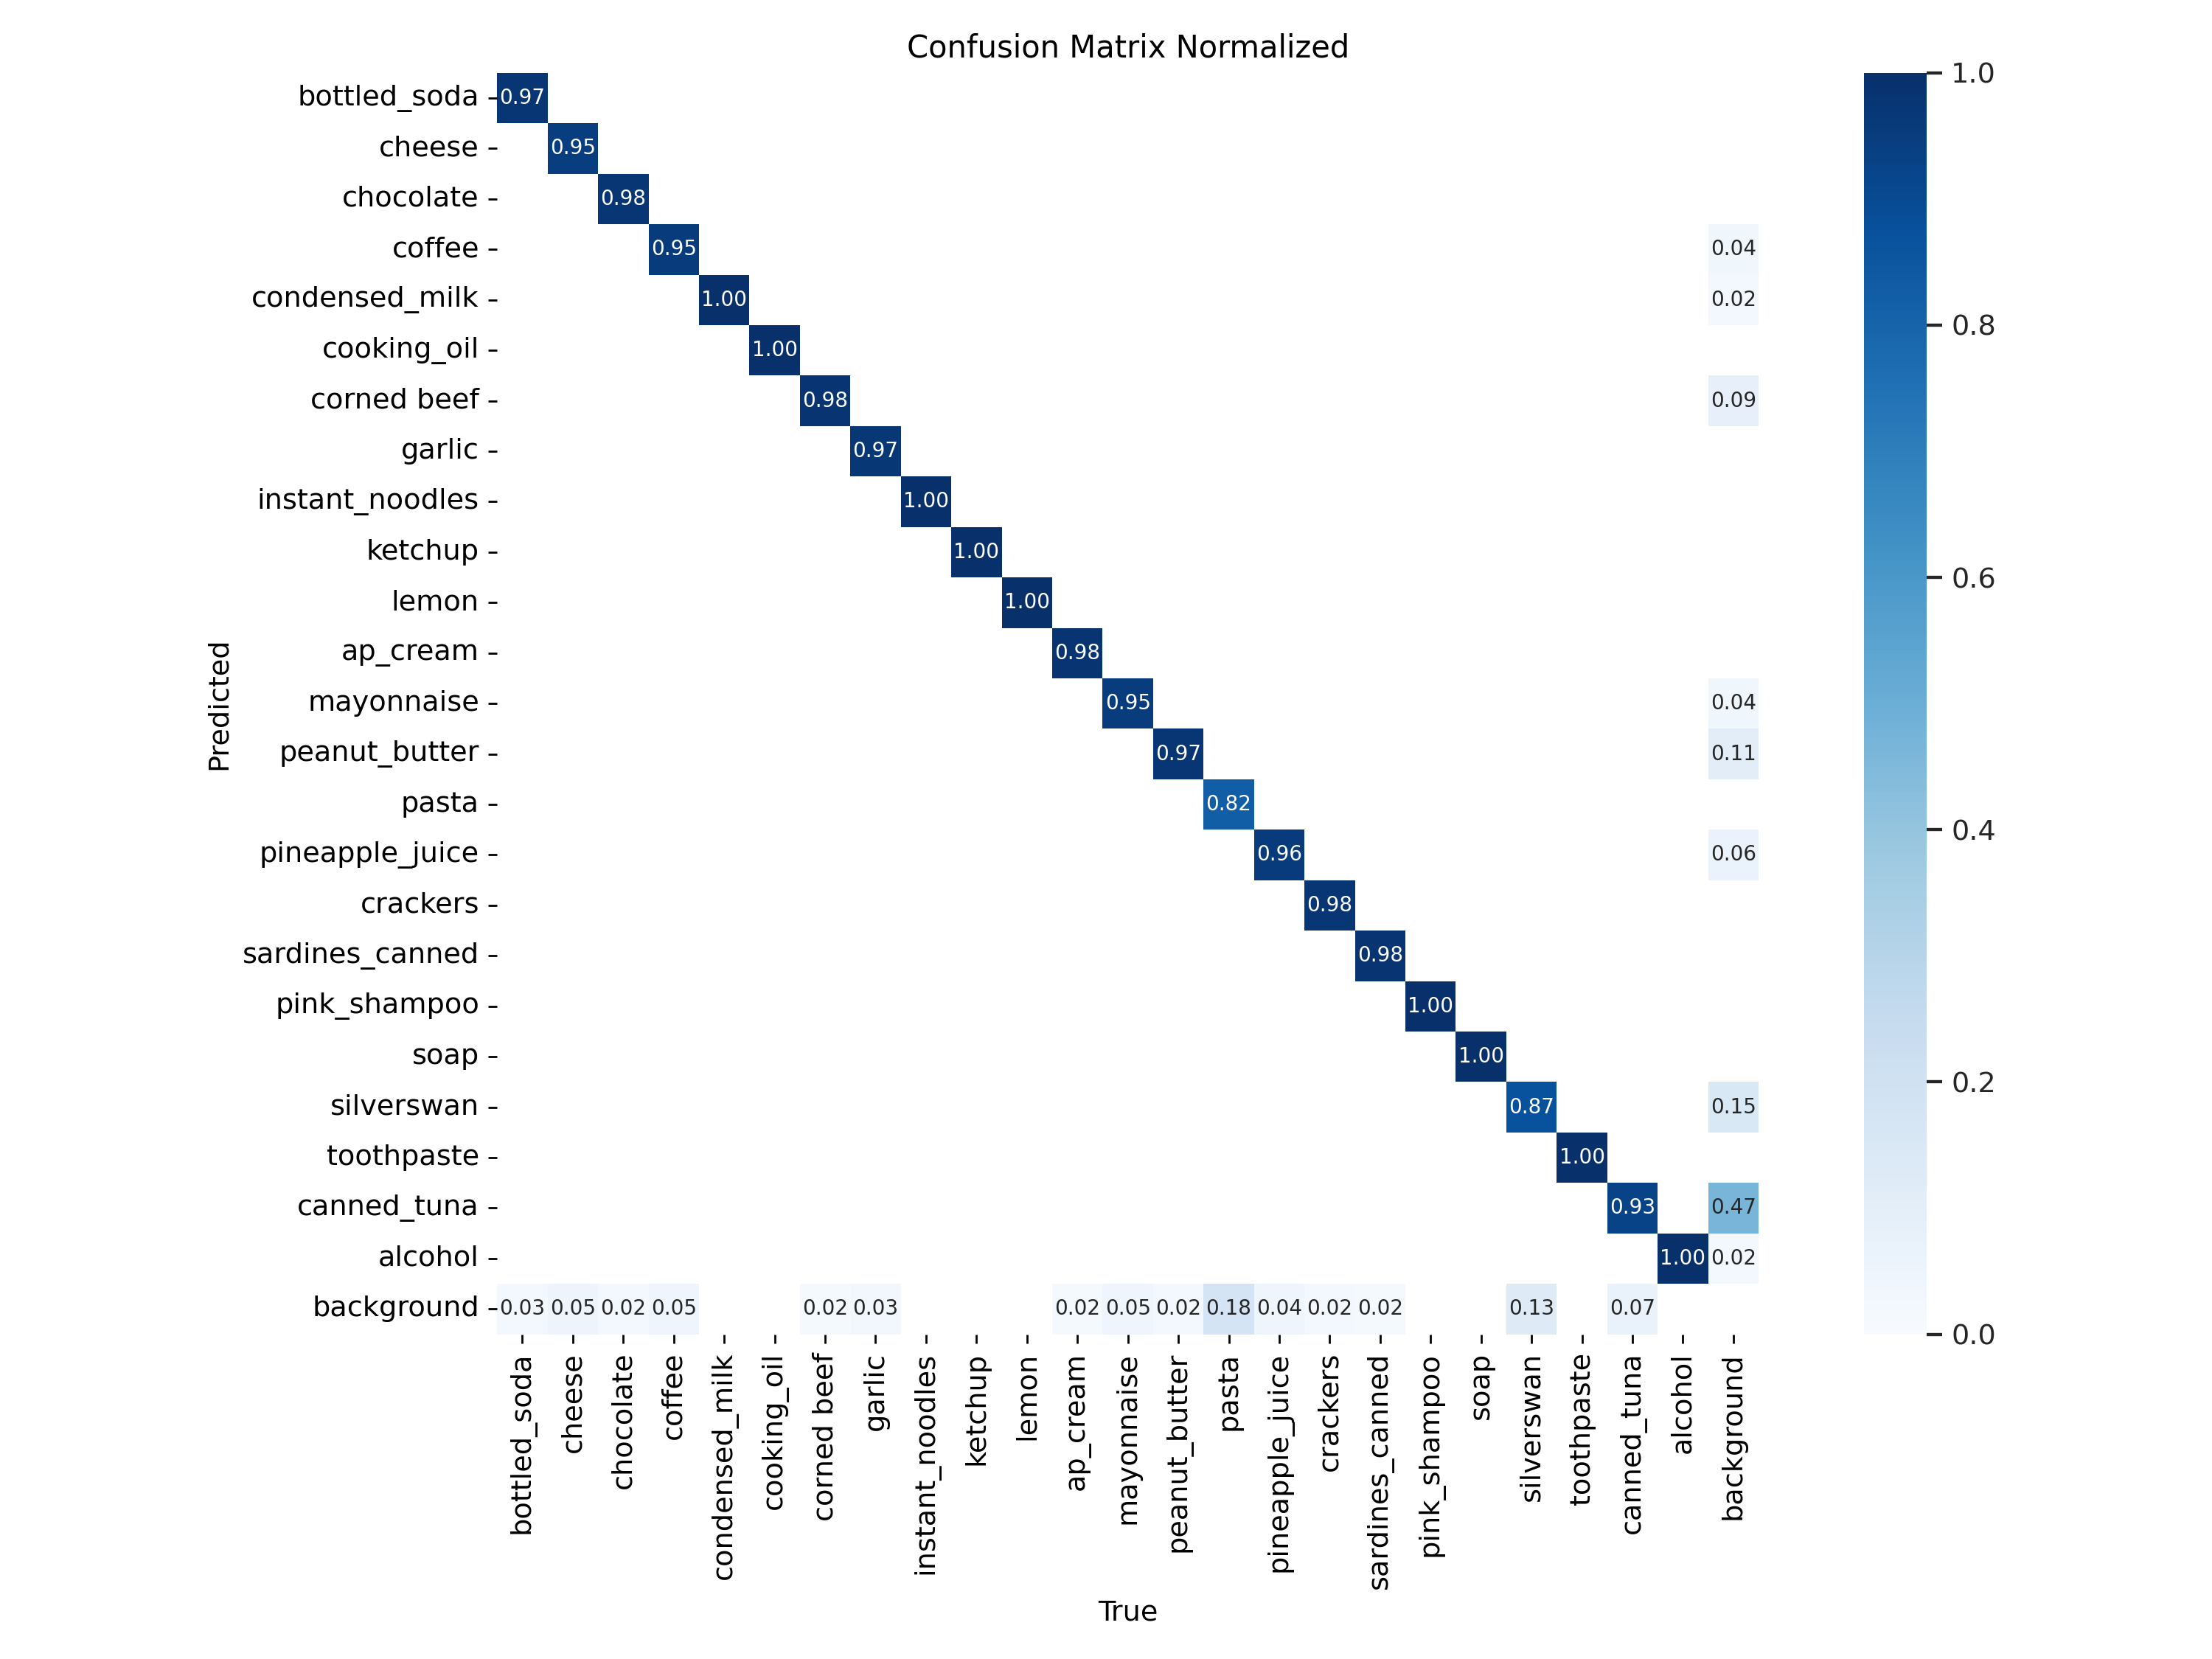 Confusion Matrix Normalized
bottled_soda 0.97
cheese 0.95
chocolate 0.98
coffee 0.95 0.04
condensed_milk 1.00 0.02
cooking_oil 1.00
corned beef 0.98 0.09
garlic 0.97
instant_noodles 1.00
ketchup 1.00
lemon 1.00
ap_cream 0.98
mayonnaise 0.95 0.04
peanut_butter 0.97 0.11
pasta 0.82
pineapple_juice 0.96 0.06
crackers 0.98
sardines_canned 0.98
pink_shampoo 1.00
soap 1.00
silverswan 0.87 0.15
toothpaste 1.00
canned_tuna 0.93 0.47
alcohol 1.00 0.02
background 0.03 0.05 0.02 0.05 0.02 0.03 0.02 0.05 0.02 0.18 0.04 0.02 0.02 0.13 0.07
Predicted
bottled_soda
cheese
chocolate
coffee
condensed_milk
cooking_oil
corned beef
garlic
instant_noodles
ketchup
lemon
ap_cream
mayonnaise
peanut_butter
pasta
pineapple_juice
crackers
sardines_canned
pink_shampoo
soap
silverswan
toothpaste
canned_tuna
alcohol
background
True
1.0
0.8
0.6
0.4
0.2
0.0